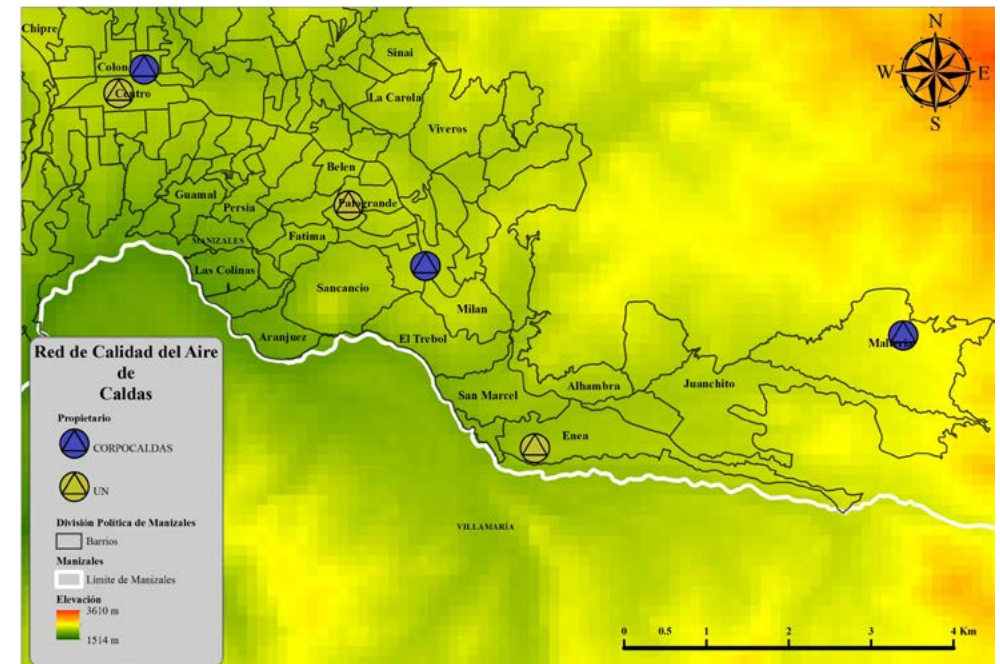 N
W E
S
Chipre
Colon
Centro
Sinai
La Carola
Viveros
Belen
Palogrande
Guamal
Persia
MANIZALES
Fatima
Las Colinas
Sancancio
Milan
Aranjuez
El Trebol
San Marcel
Alhambra
Juanchito
Enea
VILLAMARÍA
Red de Calidad del Aire
de
Caldas
Propietario
CORPOCALDAS
UN
División Política de Manizales
Barrios
Manizales
Límite de Manizales
Elevación
3610 m
1514 m
0 0.5 1 2 3 4 Km